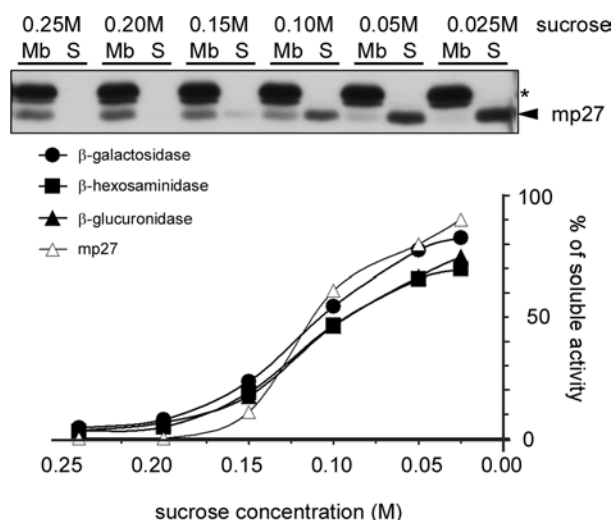 0.25M 0.20M 0.15M 0.10M 0.05M 0.025M sucrose
Mb S Mb S Mb S Mb S Mb S Mb S
*
mp27
β-galactosidase
β-hexosaminidase
β-glucuronidase
mp27
100
50
0
% of soluble activity
0.25 0.20 0.15 0.10 0.05 0.00
sucrose concentration (M)